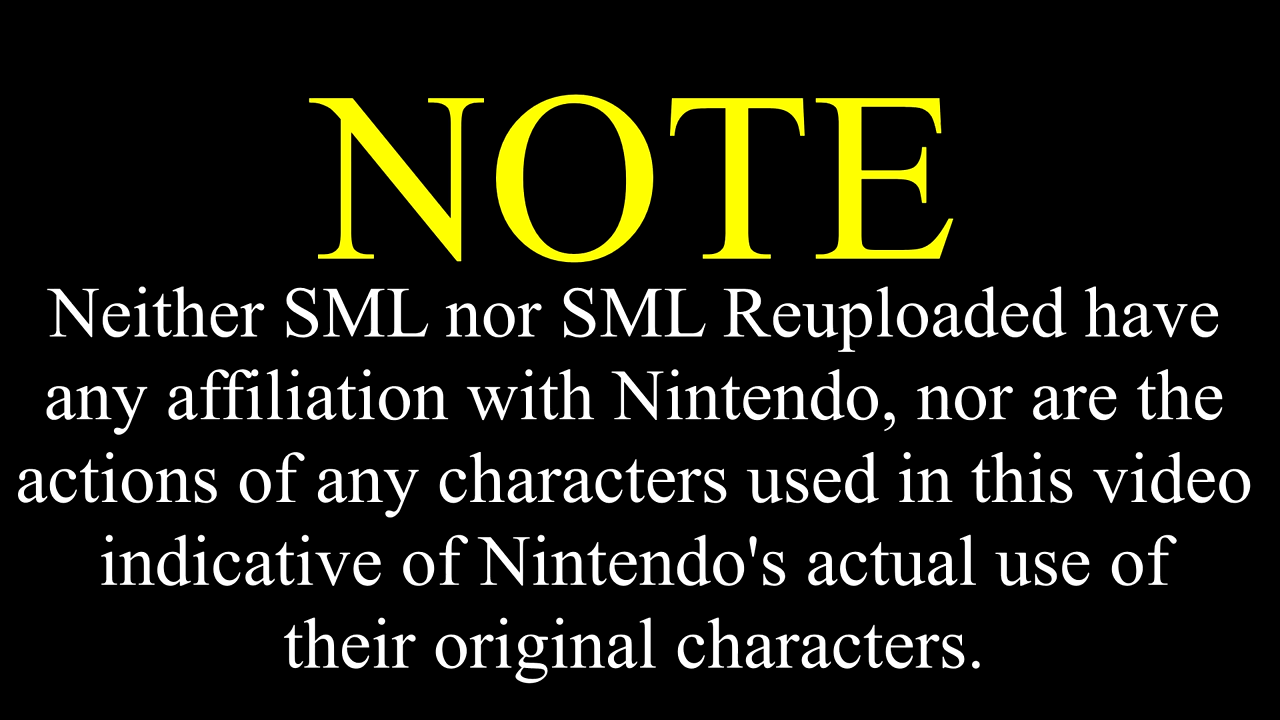 NOTE
Neither SML nor SML Reuploaded have
any affiliation with Nintendo, nor are the
actions of any characters used in this video
indicative of Nintendo's actual use of
their original characters.